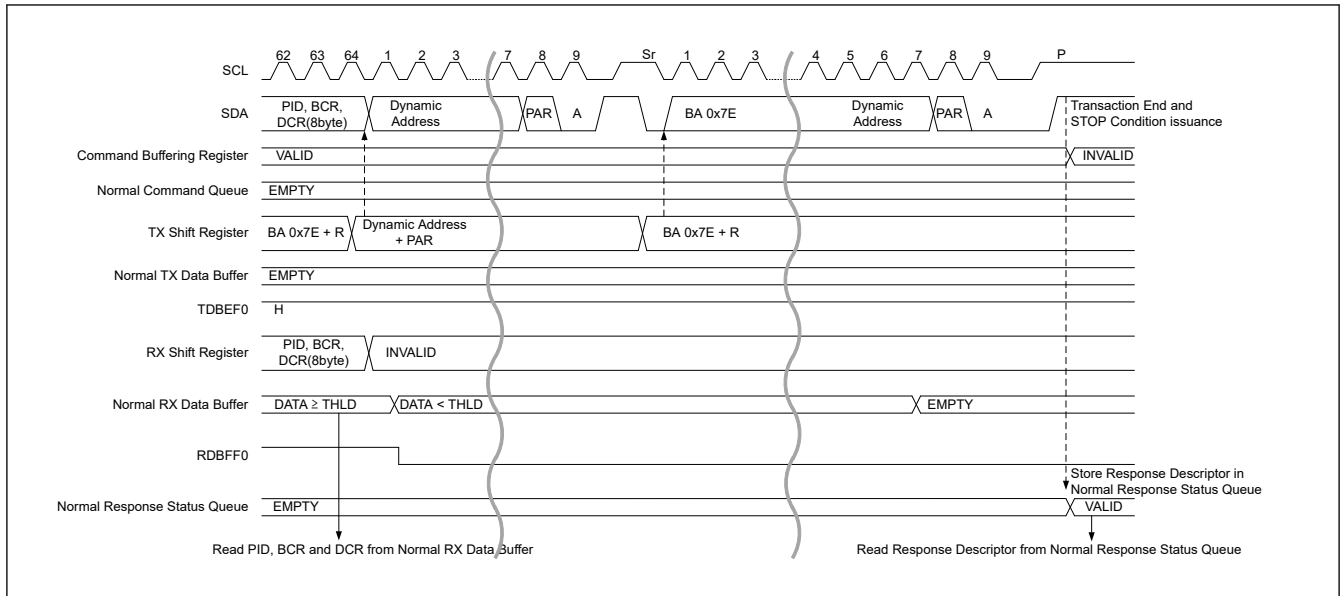 62 63 64 1 2 3 7 8 9 Sr 1 2 3 4 5 6 7 8 9 P
SCL
SDA PID, BCR,
DCR(8byte) Dynamic
Address PAR A BA 0x7E Dynamic
Address PAR A Transaction End and
STOP Condition issuance
Command Buffering Register VALID INVALID
Normal Command Queue EMPTY
TX Shift Register BA 0x7E + R Dynamic Address
+ PAR BA 0x7E + R
Normal TX Data Buffer EMPTY
TDBEF0 H
RX Shift Register PID, BCR,
DCR(8byte) INVALID
Normal RX Data Buffer DATA ≥ THLD DATA < THLD EMPTY
RDBFF0
Store Response Descriptor in
Normal Response Status Queue
Normal Response Status Queue EMPTY VALID
Read PID, BCR and DCR from Normal RX Data Buffer Read Response Descriptor from Normal Response Status Queue